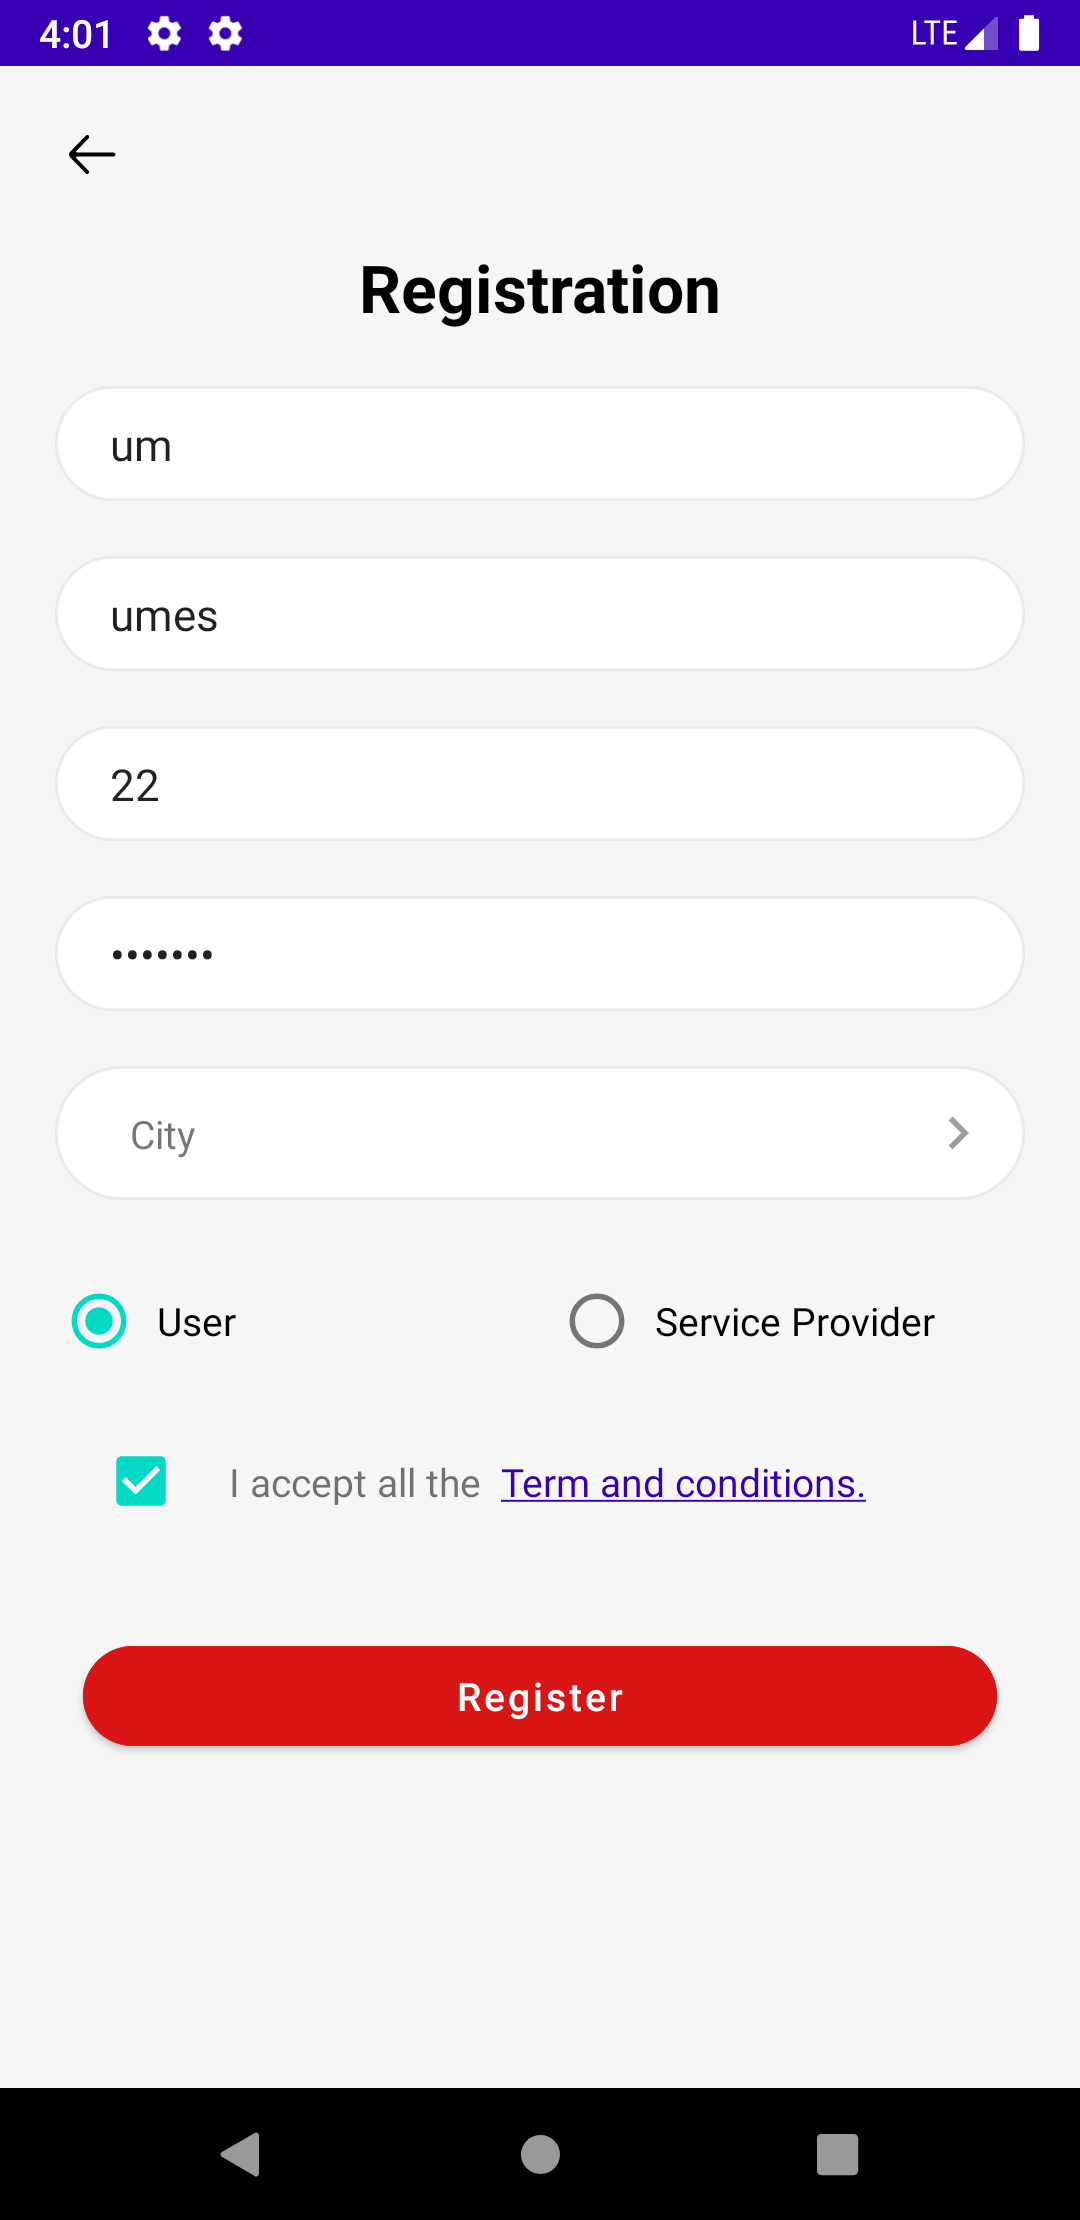 4:01 LTE
Registration
um
umes
22
•••••••
City
User Service Provider
I accept all the Term and conditions.
Register